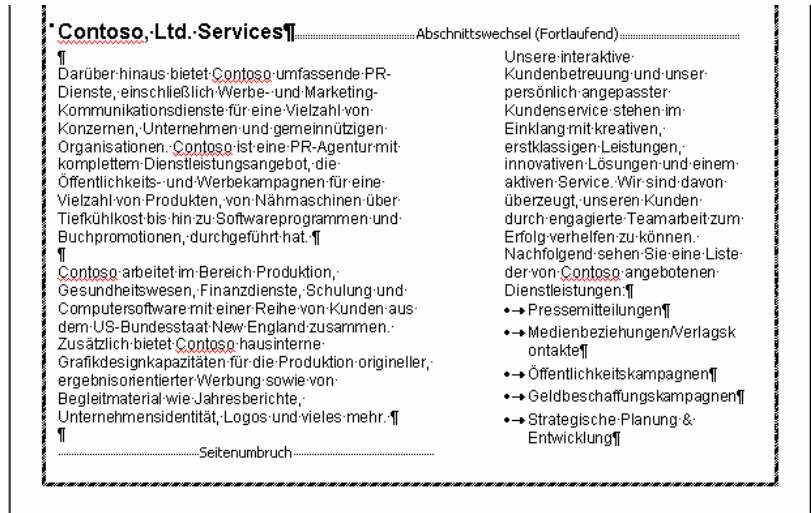 Contoso, Ltd. Services¶ Abschnittswechsel (Fortlaufend)
¶
Darüber hinaus bietet Contoso umfassende PR-
Dienste, einschließlich Werbe- und Marketing-
Kommunikationsdienste für eine Vielzahl von
Konzernen, Unternehmen und gemeinnützigen
Organisationen. Contoso ist eine PR-Agentur mit
komplettem Dienstleistungsangebot, die
Öffentlichkeits- und Werbekampagnen für eine
Vielzahl von Produkten, von Nähmaschinen über
Tiefkühlkost bis hin zu Softwareprogrammen und
Buchpromotionen, durchgeführt hat. ¶
¶
Contoso arbeitet im Bereich Produktion,
Gesundheitswesen, Finanzdienste, Schulung und
Computersoftware mit einer Reihe von Kunden aus
dem US-Bundesstaat New England zusammen.
Zusätzlich bietet Contoso hausinterne
Grafikdesignkapazitäten für die Produktion origineller,
ergebnisorientierter Werbung sowie von
Begleitmaterial wie Jahresberichte,
Unternehmensidentität, Logos und vieles mehr. ¶
¶
Seitenumbruch
Unsere interaktive
Kundenbetreuung und unser
persönlich angepasster
Kundenservice stehen im
Einklang mit kreativen,
erstklassigen Leistungen,
innovativen Lösungen und einem
aktiven Service. Wir sind davon
überzeugt, unseren Kunden
durch engagierte Teamarbeit zum
Erfolg verhelfen zu können.
Nachfolgend sehen Sie eine Liste
der von Contoso angebotenen
Dienstleistungen:¶
•→Pressemitteilungen¶
•→Medienbeziehungen/Verlagsk
ontakte¶
•→Öffentlichkeitskampagnen¶
•→Geldbeschaffungskampagnen¶
•→Strategische Planung &
Entwicklung¶